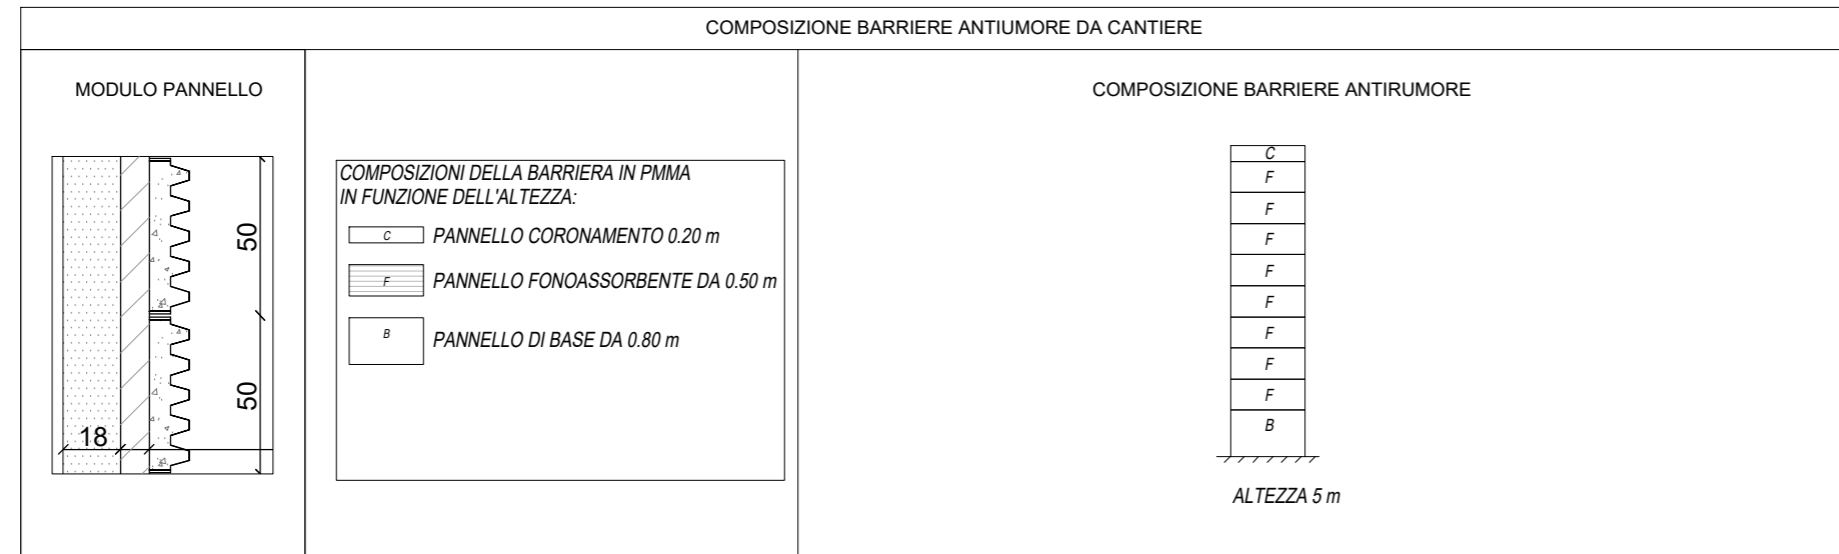 COMPOSIZIONE BARRIERE ANTIUMORE DA CANTIERE
MODULO PANNELLO
50
50
18
COMPOSIZIONI DELLA BARRIERA IN PMMA
IN FUNZIONE DELL'ALTEZZA:
C PANNELLO CORONAMENTO 0.20 m
F PANNELLO FONOASSORBENTE DA 0.50 m
B PANNELLO DI BASE DA 0.80 m
COMPOSIZIONE BARRIERE ANTIRUMORE
C
F
F
F
F
F
F
F
F
B
ALTEZZA 5 m